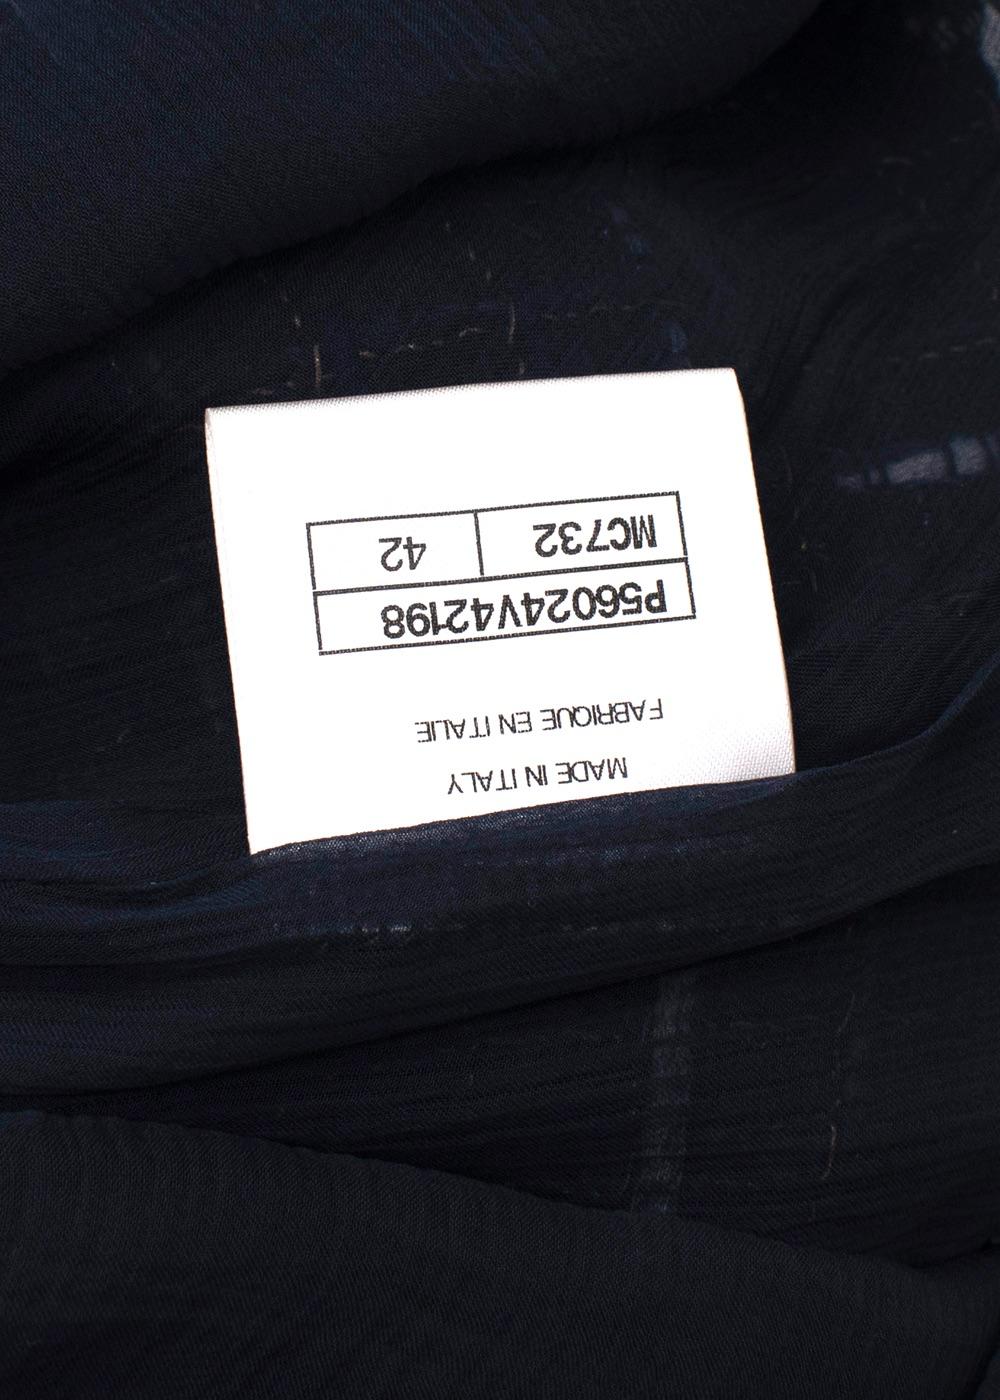 MADE IN ITALY
FABRIQUE EN ITALIE
P56024V42198
MC732 42